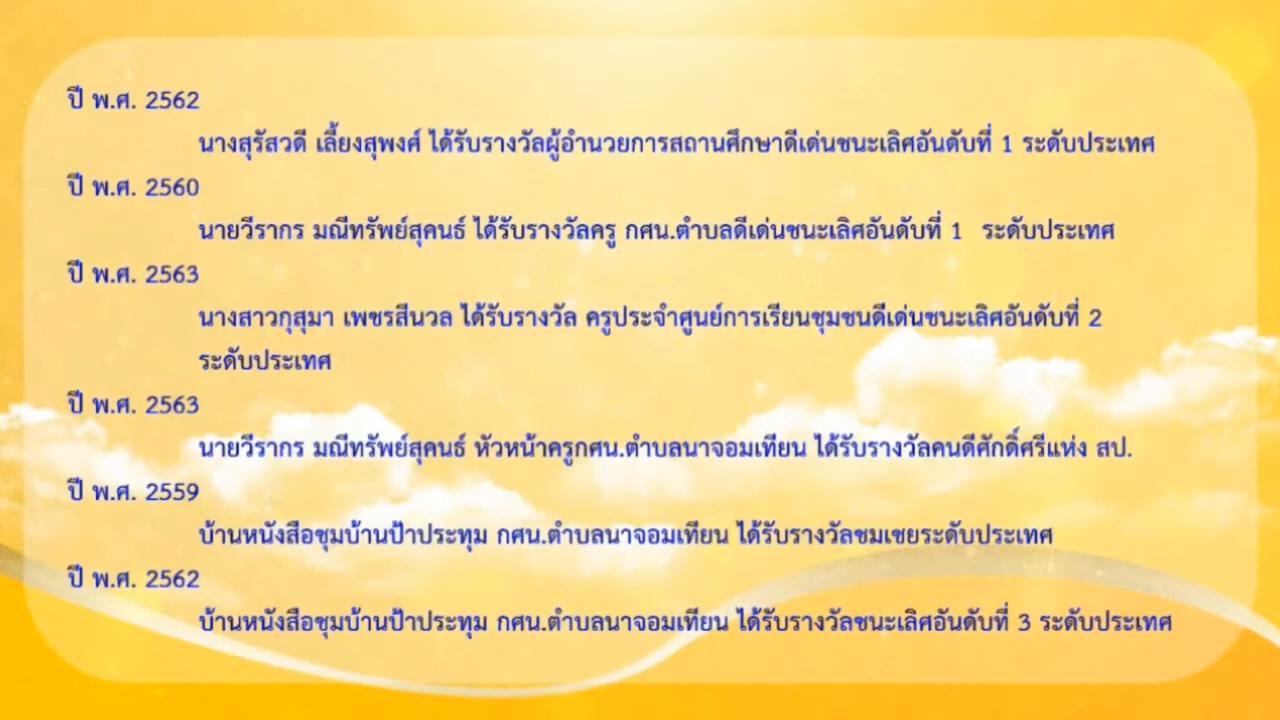 ปี พ.ศ. 2562
นางสุรัสวดี เลี้ยงสุพงศ์ ได้รับรางวัลผู้อำนวยการสถานศึกษาดีเด่นชนะเลิศอันดับที่ 1 ระดับประเทศ
ปี พ.ศ. 2560
นายวีรากร มณีทรัพย์สุคนธ์ ได้รับรางวัลครู กศน.ตำบลดีเด่นชนะเลิศอันดับที่ 1 ระดับประเทศ
ปี พ.ศ. 2563
นางสาวกุสุมา เพชรสีนวล ได้รับรางวัล ครูประจำศูนย์การเรียนชุมชนดีเด่นชนะเลิศอันดับที่ 2
ระดับประเทศ
ปี พ.ศ. 2563
นายวีรากร มณีทรัพย์สุคนธ์ หัวหน้าครูกศน.ตำบลนาจอมเทียน ได้รับรางวัลคนดีศักดิ์ศรีแห่ง สป.
ปี พ.ศ. 2559
บ้านหนังสือชุมบ้านป้าประทุม กศน.ตำบลนาจอมเทียน ได้รับรางวัลชมเชยระดับประเทศ
ปี พ.ศ. 2562
บ้านหนังสือชุมบ้านป้าประทุม กศน.ตำบลนาจอมเทียน ได้รับรางวัลชนะเลิศอันดับที่ 3 ระดับประเทศ